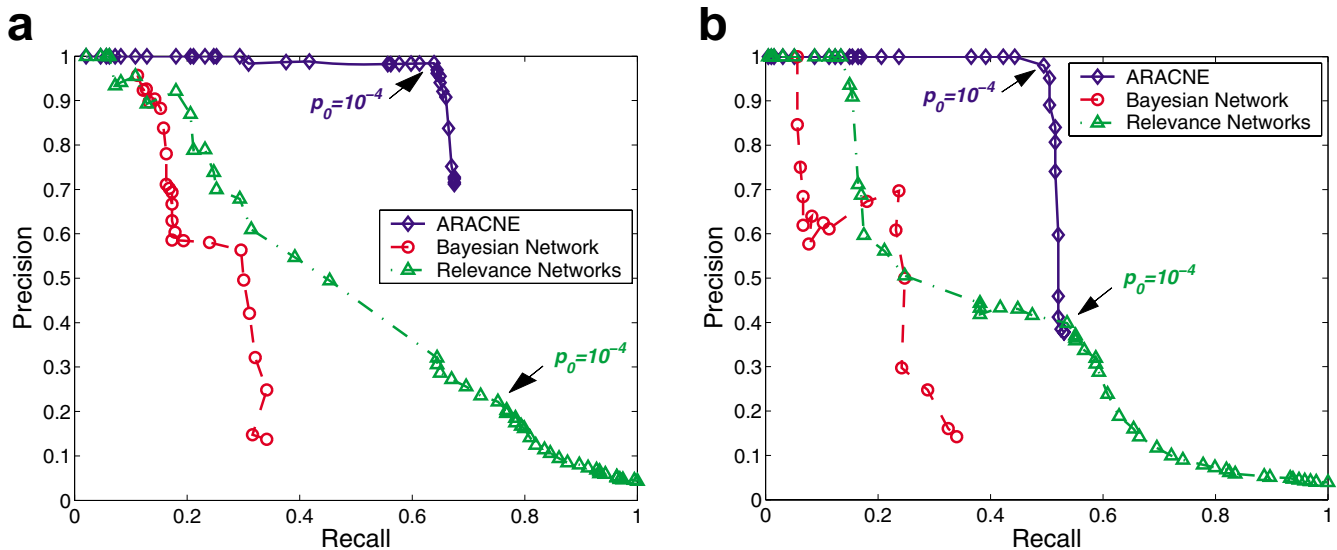 a
1
0.9
0.8
0.7
0.6
0.5
0.4
0.3
0.2
0.1
0
0
0.2
0.4
0.6
0.8
1
Precision
Recall
p₀=10⁻⁴
ARACNE
Bayesian Network
Relevance Networks
p₀=10⁻⁴
b
1
0.9
0.8
0.7
0.6
0.5
0.4
0.3
0.2
0.1
0
0
0.2
0.4
0.6
0.8
1
Precision
Recall
p₀=10⁻⁴
ARACNE
Bayesian Network
Relevance Networks
p₀=10⁻⁴